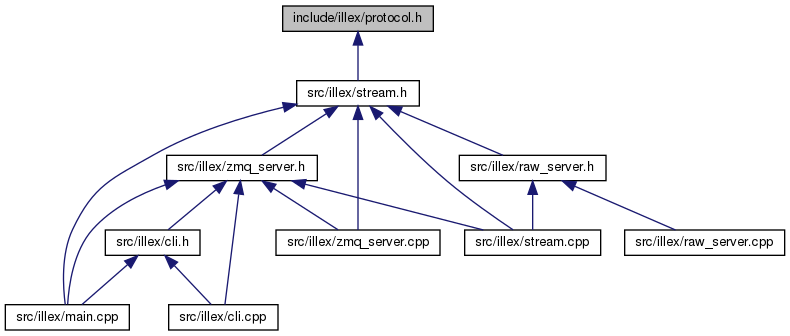 include/illex/protocol.h
src/illex/stream.h
src/illex/zmq_server.h
src/illex/raw_server.h
src/illex/cli.h
src/illex/zmq_server.cpp
src/illex/stream.cpp
src/illex/raw_server.cpp
src/illex/main.cpp
src/illex/cli.cpp